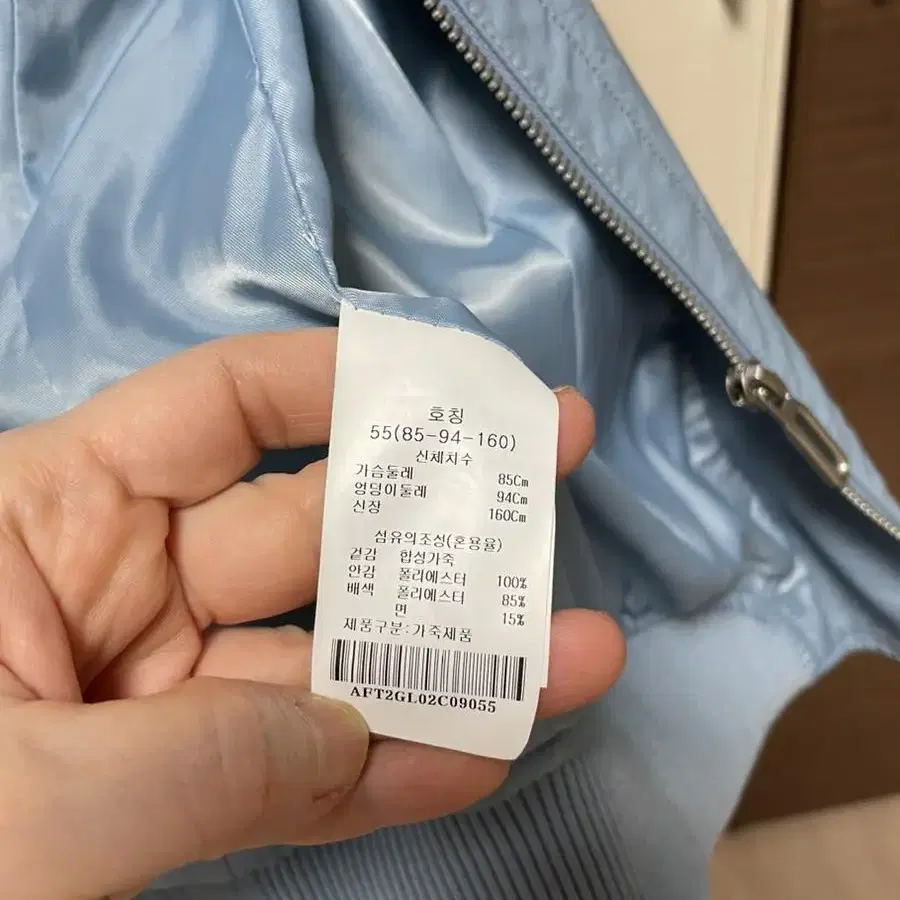 호칭
55(85-94-160)
신체치수
가슴둘레 85Cm
엉덩이둘레 94Cm
신장 160Cm
섬유의조성(혼용율)
겉감 합성가죽
안감 폴리에스터 100%
배색 폴리에스터 85%
면 15%
제품구분:가죽제품
AFT2GL02C09055